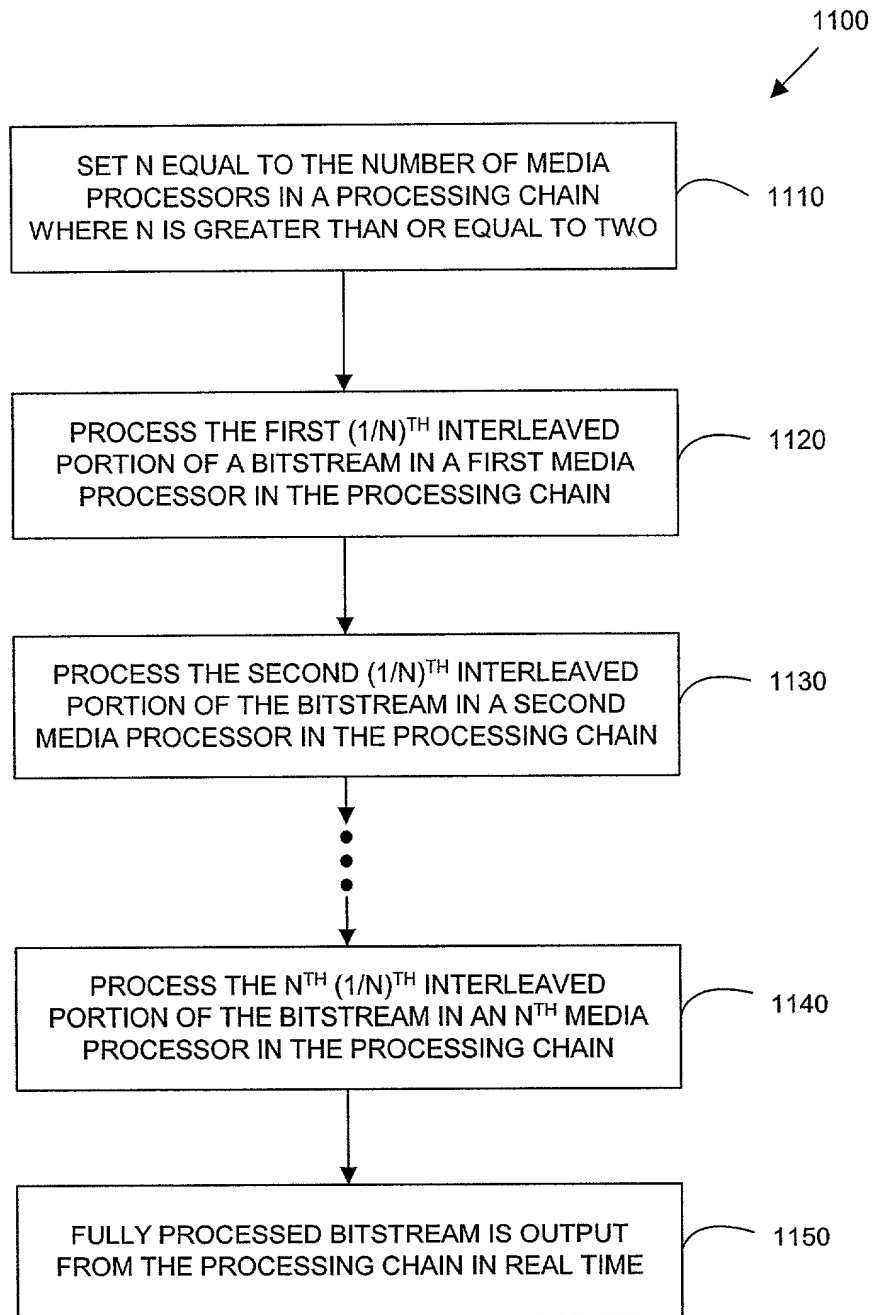 1100
SET N EQUAL TO THE NUMBER OF MEDIA
PROCESSORS IN A PROCESSING CHAIN
WHERE N IS GREATER THAN OR EQUAL TO TWO
1110
PROCESS THE FIRST (1/N)TH INTERLEAVED
PORTION OF A BITSTREAM IN A FIRST MEDIA
PROCESSOR IN THE PROCESSING CHAIN
1120
PROCESS THE SECOND (1/N)TH INTERLEAVED
PORTION OF THE BITSTREAM IN A SECOND
MEDIA PROCESSOR IN THE PROCESSING CHAIN
1130
PROCESS THE NTH (1/N)TH INTERLEAVED
PORTION OF THE BITSTREAM IN AN NTH MEDIA
PROCESSOR IN THE PROCESSING CHAIN
1140
FULLY PROCESSED BITSTREAM IS OUTPUT
FROM THE PROCESSING CHAIN IN REAL TIME
1150